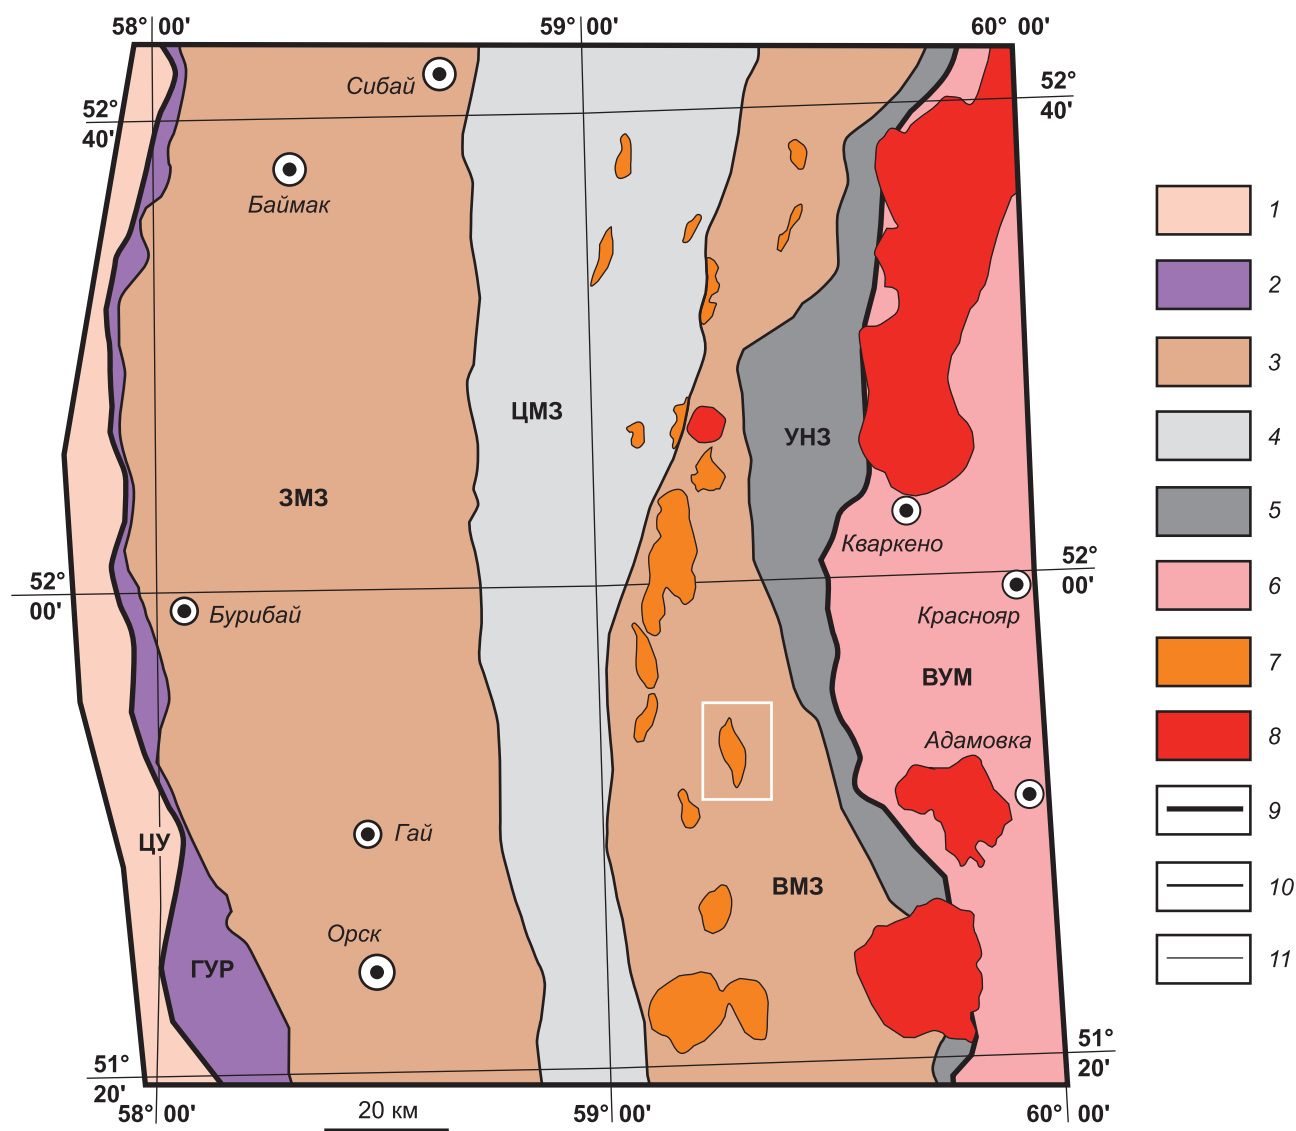 58° 00'
59° 00'
60° 00'
52°
40'
52°
40'
Сибай
1
Баймак
2
3
ЦМЗ
4
УНЗ
ЗМЗ
5
Кваркено
52°
00'
52°
00'
6
Бурибай
Краснояр
7
ВУМ
Адамовка
8
9
Гай
ЦУ
10
ВМЗ
Орск
11
ГУР
51°
20'
51°
20'
58° 00'
20 км
59° 00'
60° 00'